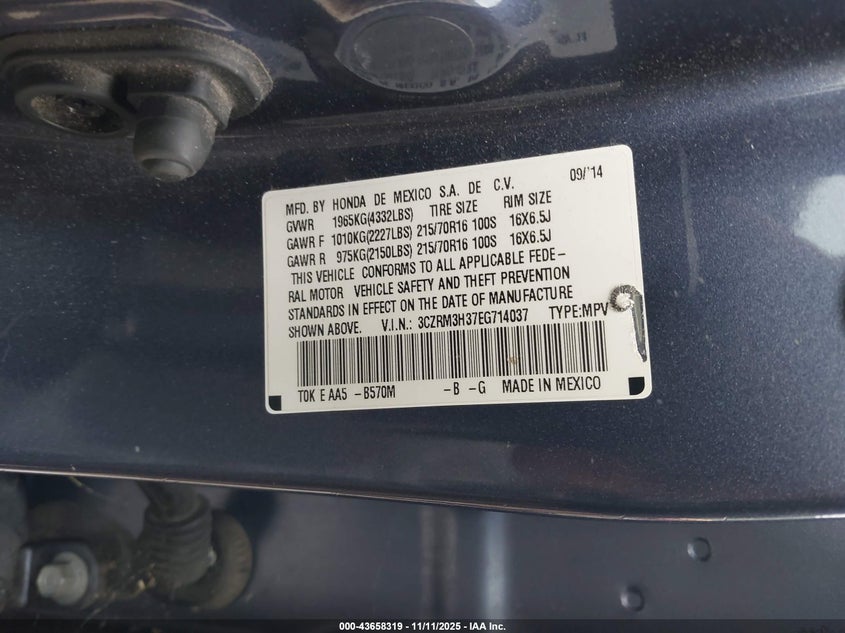 MFD. BY HONDA DE MEXICO S.A. DE C.V. 09/'14
GVWR 1965KG(4332LBS) TIRE SIZE RIM SIZE
GAWR F 1010KG(2227LBS) 215/70R16 100S 16X6.5J
GAWR R 975KG(2150LBS) 215/70R16 100S 16X6.5J
THIS VEHICLE CONFORMS TO ALL APPLICABLE FEDE-
RAL MOTOR VEHICLE SAFETY AND THEFT PREVENTION
STANDARDS IN EFFECT ON THE DATE OF MANUFACTURE
SHOWN ABOVE. V.I.N.: 3CZRM3H37EG714037 TYPE:MPV
T0K E AA5 -B570M -B -G MADE IN MEXICO
000-43658319 - 11/11/2025 - IAA Inc.